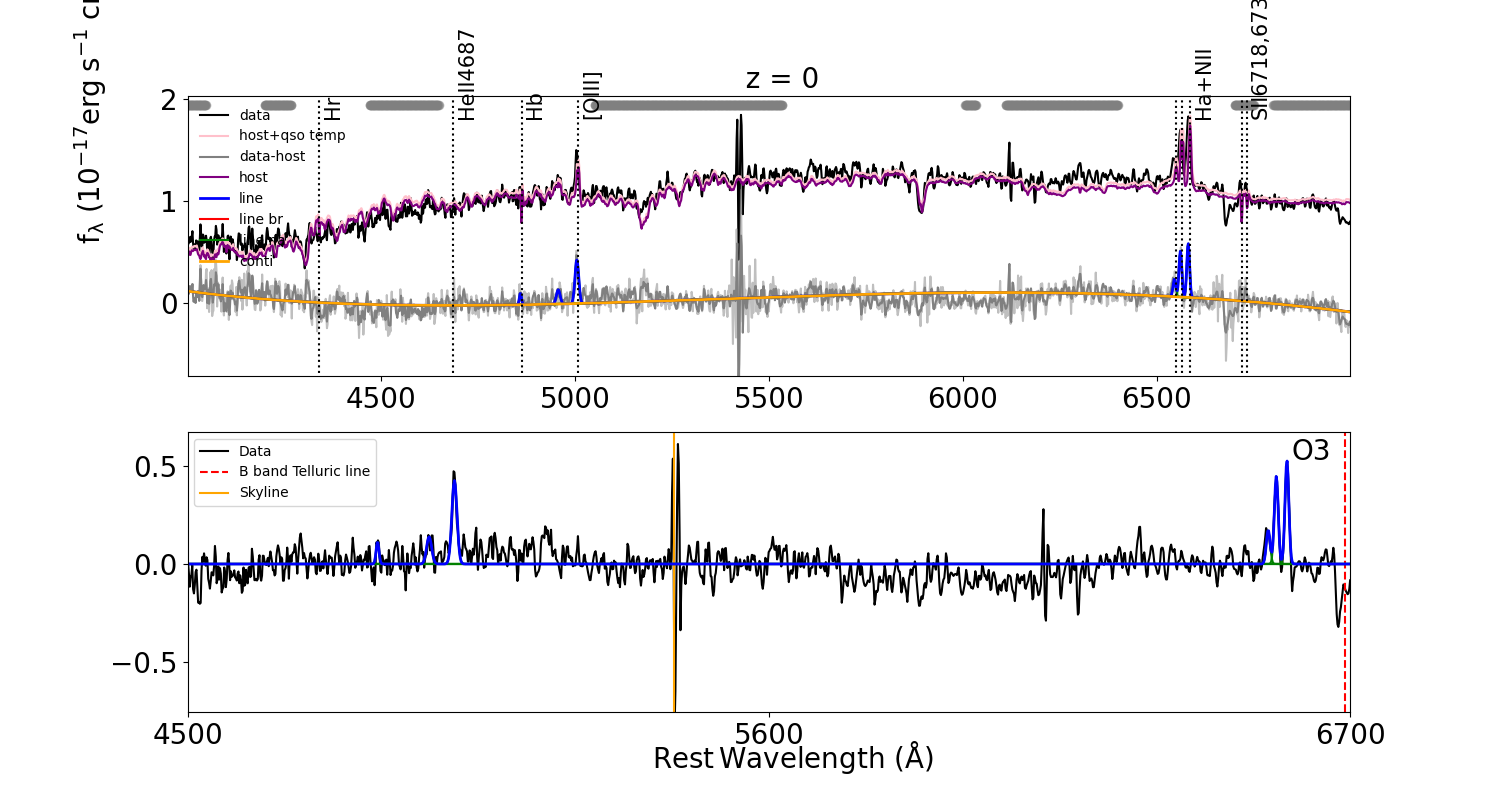 z = 0
f_λ (10^−17 erg s^−1
Hr
HeII4687
Hb
[OIII]
Ha+NII
SII6718,673
data
host+qso temp
data-host
host
line
line br
conti
2
1
0
4500
5000
5500
6000
6500
Data
B band Telluric line
Skyline
O3
0.5
0.0
−0.5
4500
5600
6700
Rest Wavelength (Å)